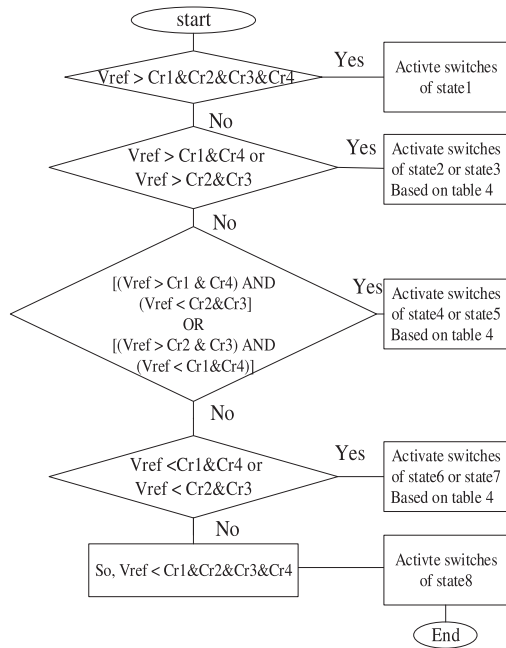 start
Vref > Cr1&Cr2&Cr3&Cr4
Yes
Activte switches
of state1
No
Vref > Cr1&Cr4 or
Vref > Cr2&Cr3
Yes
Activate switches
of state2 or state3
Based on table 4
No
[(Vref > Cr1 & Cr4) AND
(Vref < Cr2&Cr3]
OR
[(Vref > Cr2 & Cr3) AND
(Vref < Cr1&Cr4)]
Yes
Activate switches
of state4 or state5
Based on table 4
No
Vref <Cr1&Cr4 or
Vref < Cr2&Cr3
Yes
Activate switches
of state6 or state7
Based on table 4
No
So, Vref < Cr1&Cr2&Cr3&Cr4
Activte switches
of state8
End